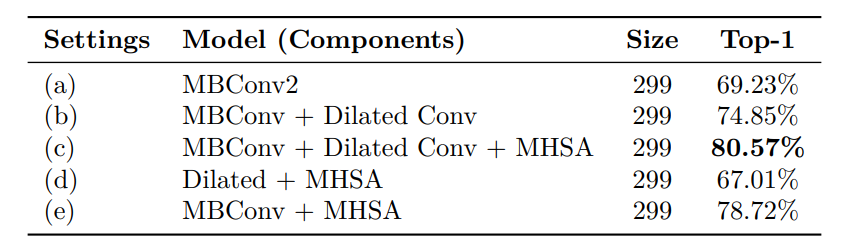 Settings Model (Components) Size Top-1
(a) MBConv2 299 69.23%
(b) MBConv + Dilated Conv 299 74.85%
(c) MBConv + Dilated Conv + MHSA 299 80.57%
(d) Dilated + MHSA 299 67.01%
(e) MBConv + MHSA 299 78.72%